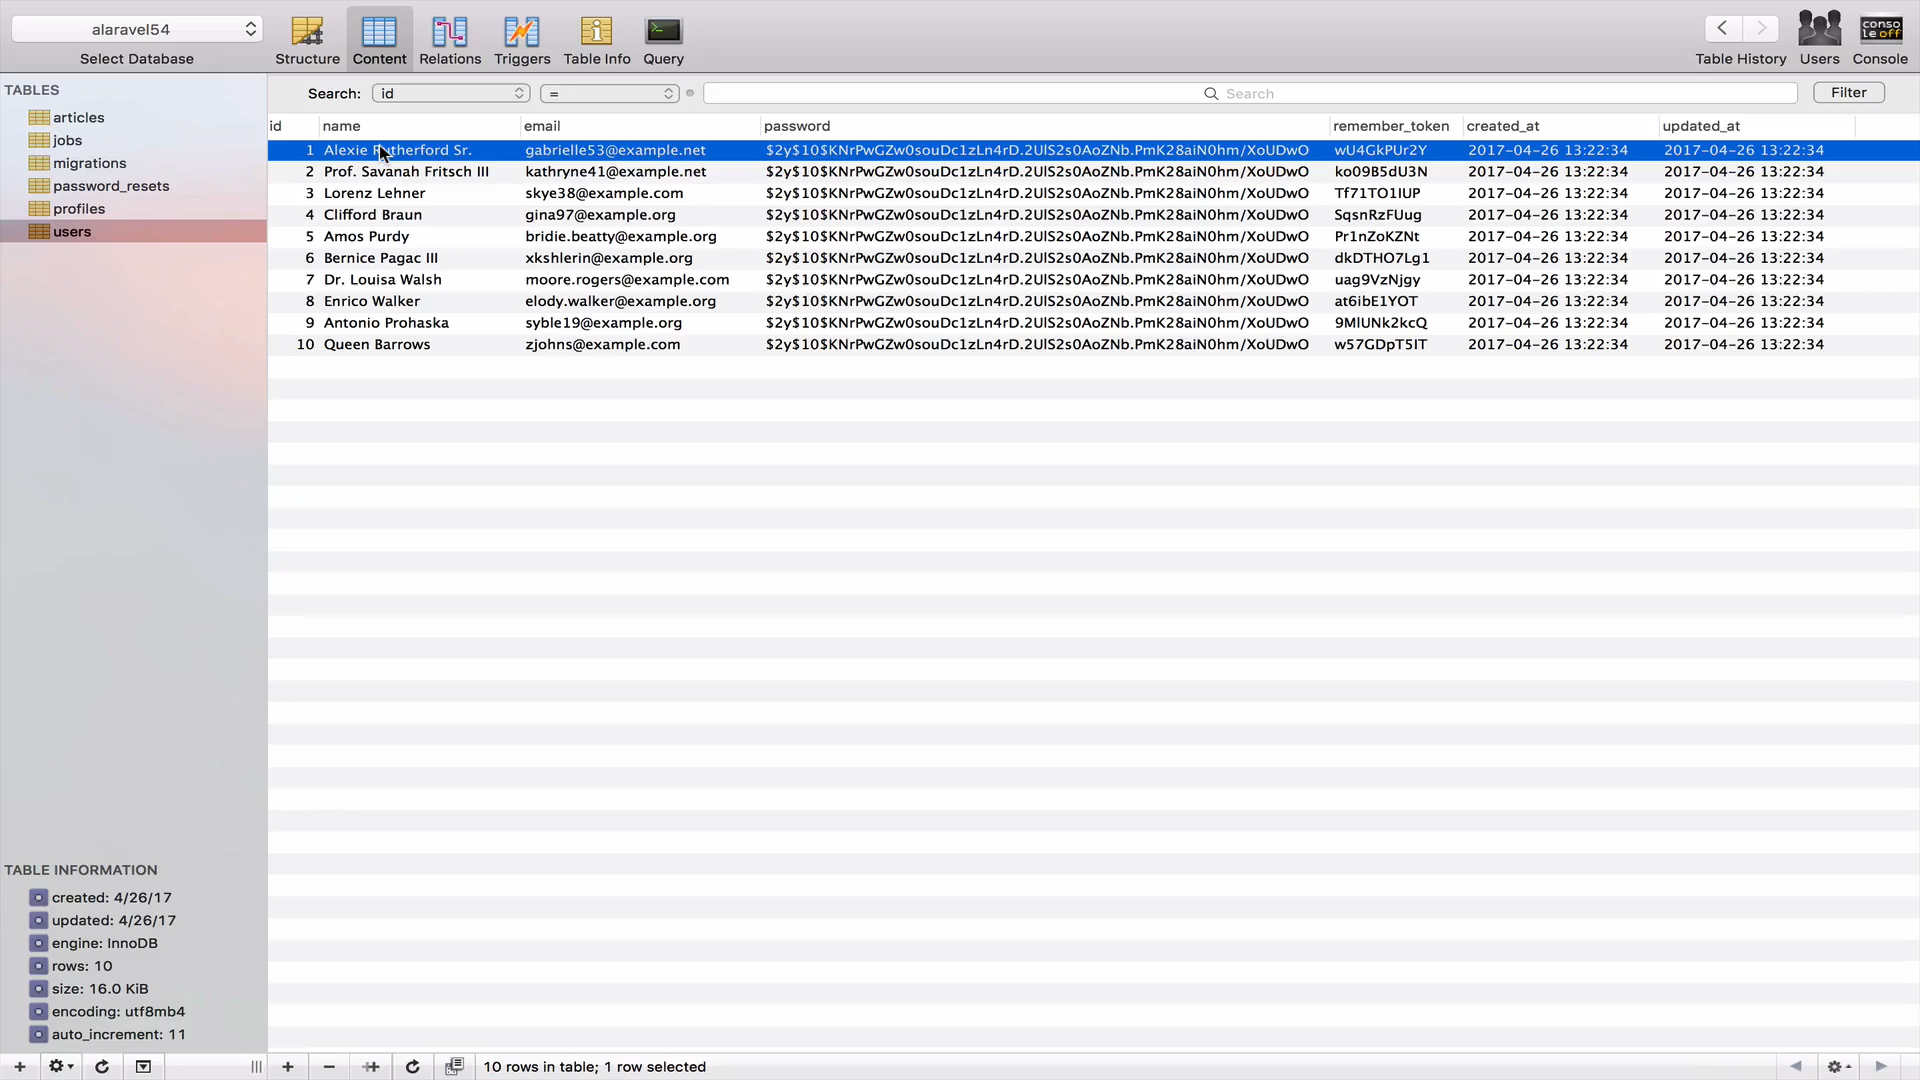 alaravel54
Select Database
Structure
Content
Relations
Triggers
Table Info
Query
Table History
Users
conso
le off
Console
TABLES
articles
jobs
migrations
password_resets
profiles
users
Search: id = Search Filter
id name email password remember_token created_at updated_at
1 Alexie Rutherford Sr. gabrielle53@example.net $2y$10$KNrPwGZw0souDc1zLn4rD.2UlS2s0AoZNb.PmK28aiN0hm/XoUDwO wU4GkPUr2Y 2017-04-26 13:22:34 2017-04-26 13:22:34
2 Prof. Savanah Fritsch III kathryne41@example.net $2y$10$KNrPwGZw0souDc1zLn4rD.2UlS2s0AoZNb.PmK28aiN0hm/XoUDwO ko09B5dU3N 2017-04-26 13:22:34 2017-04-26 13:22:34
3 Lorenz Lehner skye38@example.com $2y$10$KNrPwGZw0souDc1zLn4rD.2UlS2s0AoZNb.PmK28aiN0hm/XoUDwO Tf71TO1IUP 2017-04-26 13:22:34 2017-04-26 13:22:34
4 Clifford Braun gina97@example.org $2y$10$KNrPwGZw0souDc1zLn4rD.2UlS2s0AoZNb.PmK28aiN0hm/XoUDwO SqsnRzFUug 2017-04-26 13:22:34 2017-04-26 13:22:34
5 Amos Purdy bridie.beatty@example.org $2y$10$KNrPwGZw0souDc1zLn4rD.2UlS2s0AoZNb.PmK28aiN0hm/XoUDwO Pr1nZoKZNt 2017-04-26 13:22:34 2017-04-26 13:22:34
6 Bernice Pagac III xkshlerin@example.org $2y$10$KNrPwGZw0souDc1zLn4rD.2UlS2s0AoZNb.PmK28aiN0hm/XoUDwO dkDTHO7Lg1 2017-04-26 13:22:34 2017-04-26 13:22:34
7 Dr. Louisa Walsh moore.rogers@example.com $2y$10$KNrPwGZw0souDc1zLn4rD.2UlS2s0AoZNb.PmK28aiN0hm/XoUDwO uag9VzNjgy 2017-04-26 13:22:34 2017-04-26 13:22:34
8 Enrico Walker elody.walker@example.org $2y$10$KNrPwGZw0souDc1zLn4rD.2UlS2s0AoZNb.PmK28aiN0hm/XoUDwO at6ibE1YOT 2017-04-26 13:22:34 2017-04-26 13:22:34
9 Antonio Prohaska syble19@example.org $2y$10$KNrPwGZw0souDc1zLn4rD.2UlS2s0AoZNb.PmK28aiN0hm/XoUDwO 9MlUNk2kcQ 2017-04-26 13:22:34 2017-04-26 13:22:34
10 Queen Barrows zjohns@example.com $2y$10$KNrPwGZw0souDc1zLn4rD.2UlS2s0AoZNb.PmK28aiN0hm/XoUDwO w57GDpT5IT 2017-04-26 13:22:34 2017-04-26 13:22:34
TABLE INFORMATION
created: 4/26/17
updated: 4/26/17
engine: InnoDB
rows: 10
size: 16.0 KiB
encoding: utf8mb4
auto_increment: 11
10 rows in table; 1 row selected